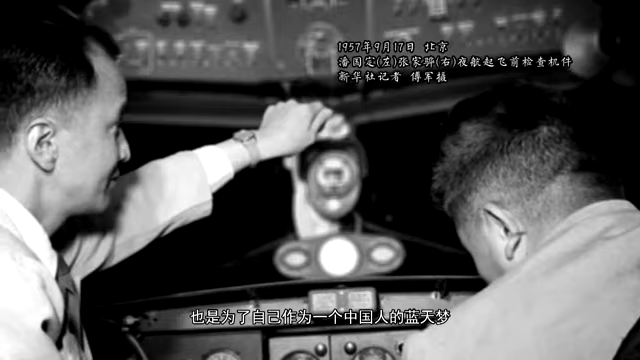 1957年9月17日 北京
潘国定(左)张家骅(右)夜航起飞前检查机件
新华社记者 傅军摄
也是为了自己作为一个中国人的蓝天梦